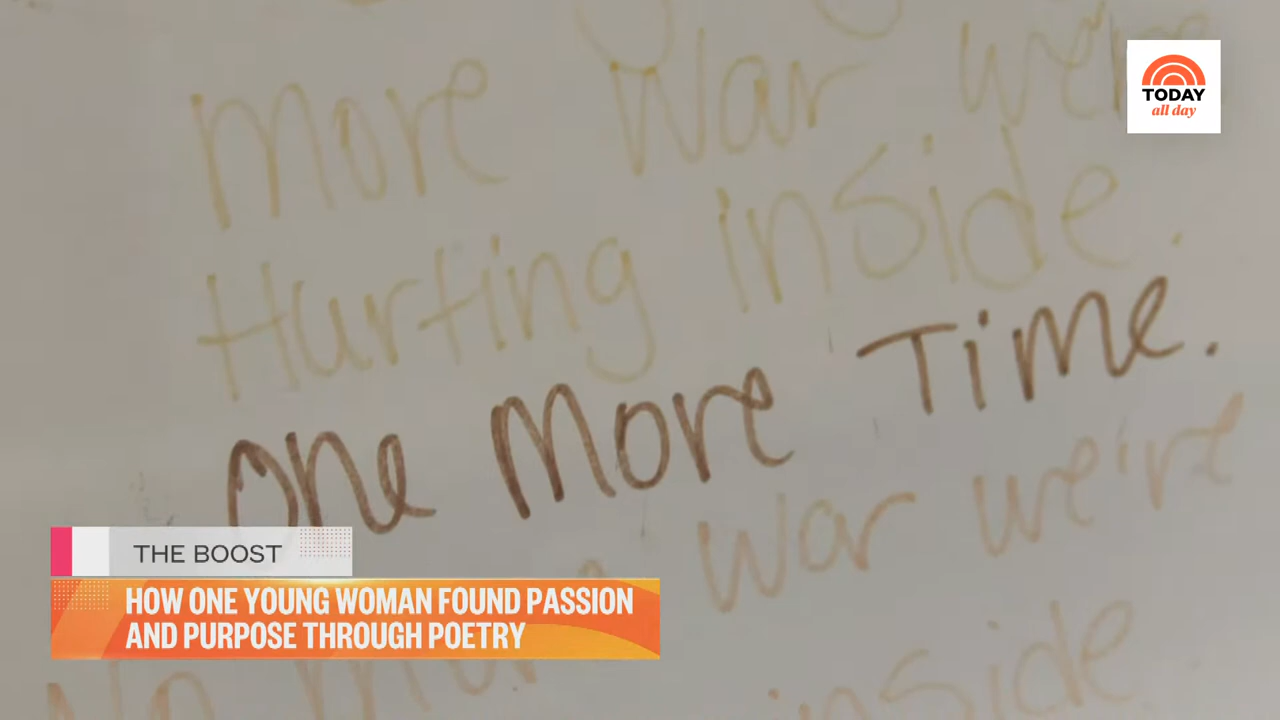 More War we're
Hurting inside.
One More Time.
War we're
inside
TODAY
all day
THE BOOST
HOW ONE YOUNG WOMAN FOUND PASSION
AND PURPOSE THROUGH POETRY